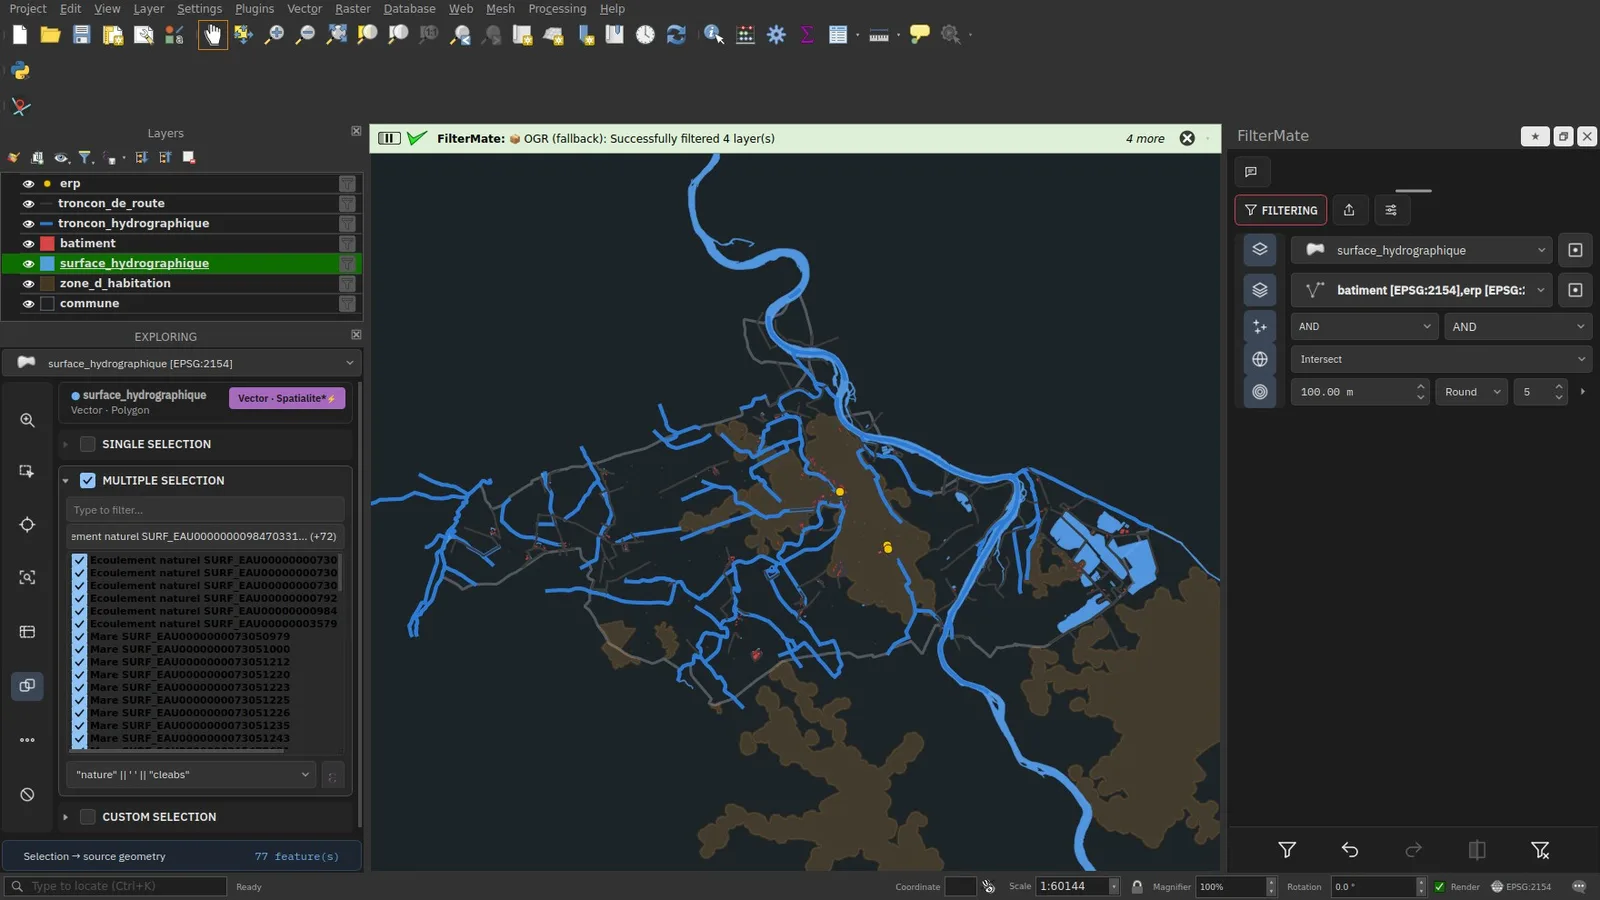 Project Edit View Layer Settings Plugins Vector Raster Database Web Mesh Processing Help
Layers
erp
troncon_de_route
troncon_hydrographique
batiment
surface_hydrographique
zone_d_habitation
commune
EXPLORING
surface_hydrographique [EPSG:2154]
surface_hydrographique
Vector · Polygon
Vector · Spatialite*⚡
SINGLE SELECTION
MULTIPLE SELECTION
Type to filter...
ement naturel SURF_EAU0000000098470331... (+72)
Ecoulement naturel SURF_EAU00000000730
Ecoulement naturel SURF_EAU00000000730
Ecoulement naturel SURF_EAU00000000730
Ecoulement naturel SURF_EAU00000000792
Ecoulement naturel SURF_EAU00000000984
Ecoulement naturel SURF_EAU00000003579
Mare SURF_EAU0000000073050979
Mare SURF_EAU0000000073051000
Mare SURF_EAU0000000073051212
Mare SURF_EAU0000000073051220
Mare SURF_EAU0000000073051223
Mare SURF_EAU0000000073051225
Mare SURF_EAU0000000073051226
Mare SURF_EAU0000000073051235
Mare SURF_EAU0000000073051243
"nature" || ' ' || "cleabs"
CUSTOM SELECTION
Selection → source geometry 77 feature(s)
FilterMate: 📦 OGR (fallback): Successfully filtered 4 layer(s) 4 more
FilterMate
FILTERING
surface_hydrographique
batiment [EPSG:2154],erp [EPSG:
AND AND
Intersect
100.00 m Round 5
Type to locate (Ctrl+K) Ready Coordinate Scale 1:60144 Magnifier 100% Rotation 0.0 ° Render EPSG:2154